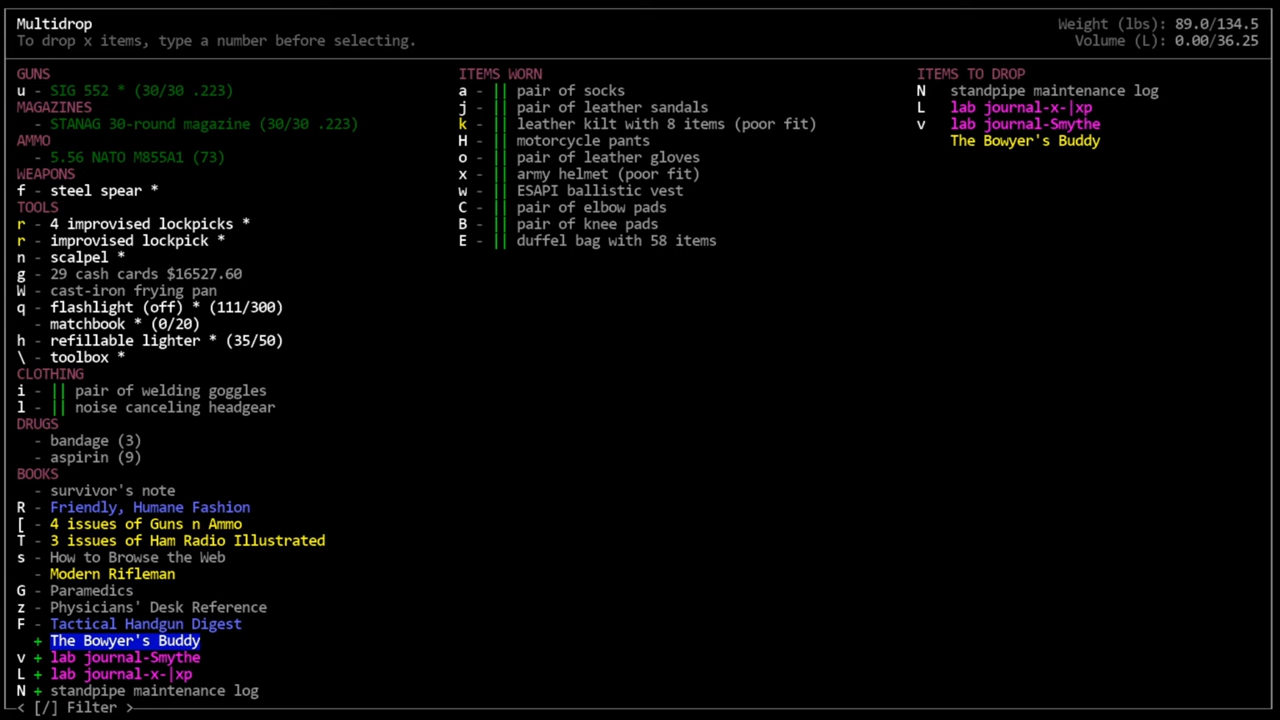 Multidrop
To drop x items, type a number before selecting.
Weight (lbs): 89.0/134.5
Volume (L): 0.00/36.25
GUNS
u - SIG 552 * (30/30 .223)
MAGAZINES
- STANAG 30-round magazine (30/30 .223)
AMMO
- 5.56 NATO M855A1 (73)
WEAPONS
f - steel spear *
TOOLS
r - 4 improvised lockpicks *
r - improvised lockpick *
n - scalpel *
g - 29 cash cards $16527.60
W - cast-iron frying pan
q - flashlight (off) * (111/300)
- matchbook * (0/20)
h - refillable lighter * (35/50)
\ - toolbox *
CLOTHING
i - || pair of welding goggles
l - || noise canceling headgear
DRUGS
- bandage (3)
- aspirin (9)
BOOKS
- survivor's note
R - Friendly, Humane Fashion
[ - 4 issues of Guns n Ammo
T - 3 issues of Ham Radio Illustrated
s - How to Browse the Web
- Modern Rifleman
G - Paramedics
z - Physicians' Desk Reference
F - Tactical Handgun Digest
+ The Bowyer's Buddy
v + lab journal-Smythe
L + lab journal-x-|xp
N + standpipe maintenance log
< [/] Filter >
ITEMS WORN
a - || pair of socks
j - || pair of leather sandals
k - || leather kilt with 8 items (poor fit)
H - || motorcycle pants
o - || pair of leather gloves
x - || army helmet (poor fit)
w - || ESAPI ballistic vest
C - || pair of elbow pads
B - || pair of knee pads
E - || duffel bag with 58 items
ITEMS TO DROP
N standpipe maintenance log
L lab journal-x-|xp
v lab journal-Smythe
The Bowyer's Buddy